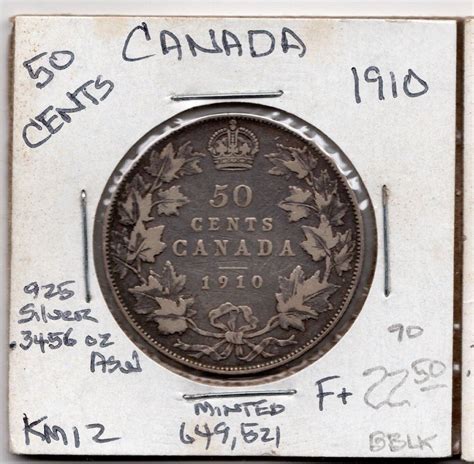 50 CENTS
CANADA
1910
50
CENTS
CANADA
1910
925
Silver
.3456 oz
ASW
KM12
MINTED
649,521
F+
90
22.50
BBLK